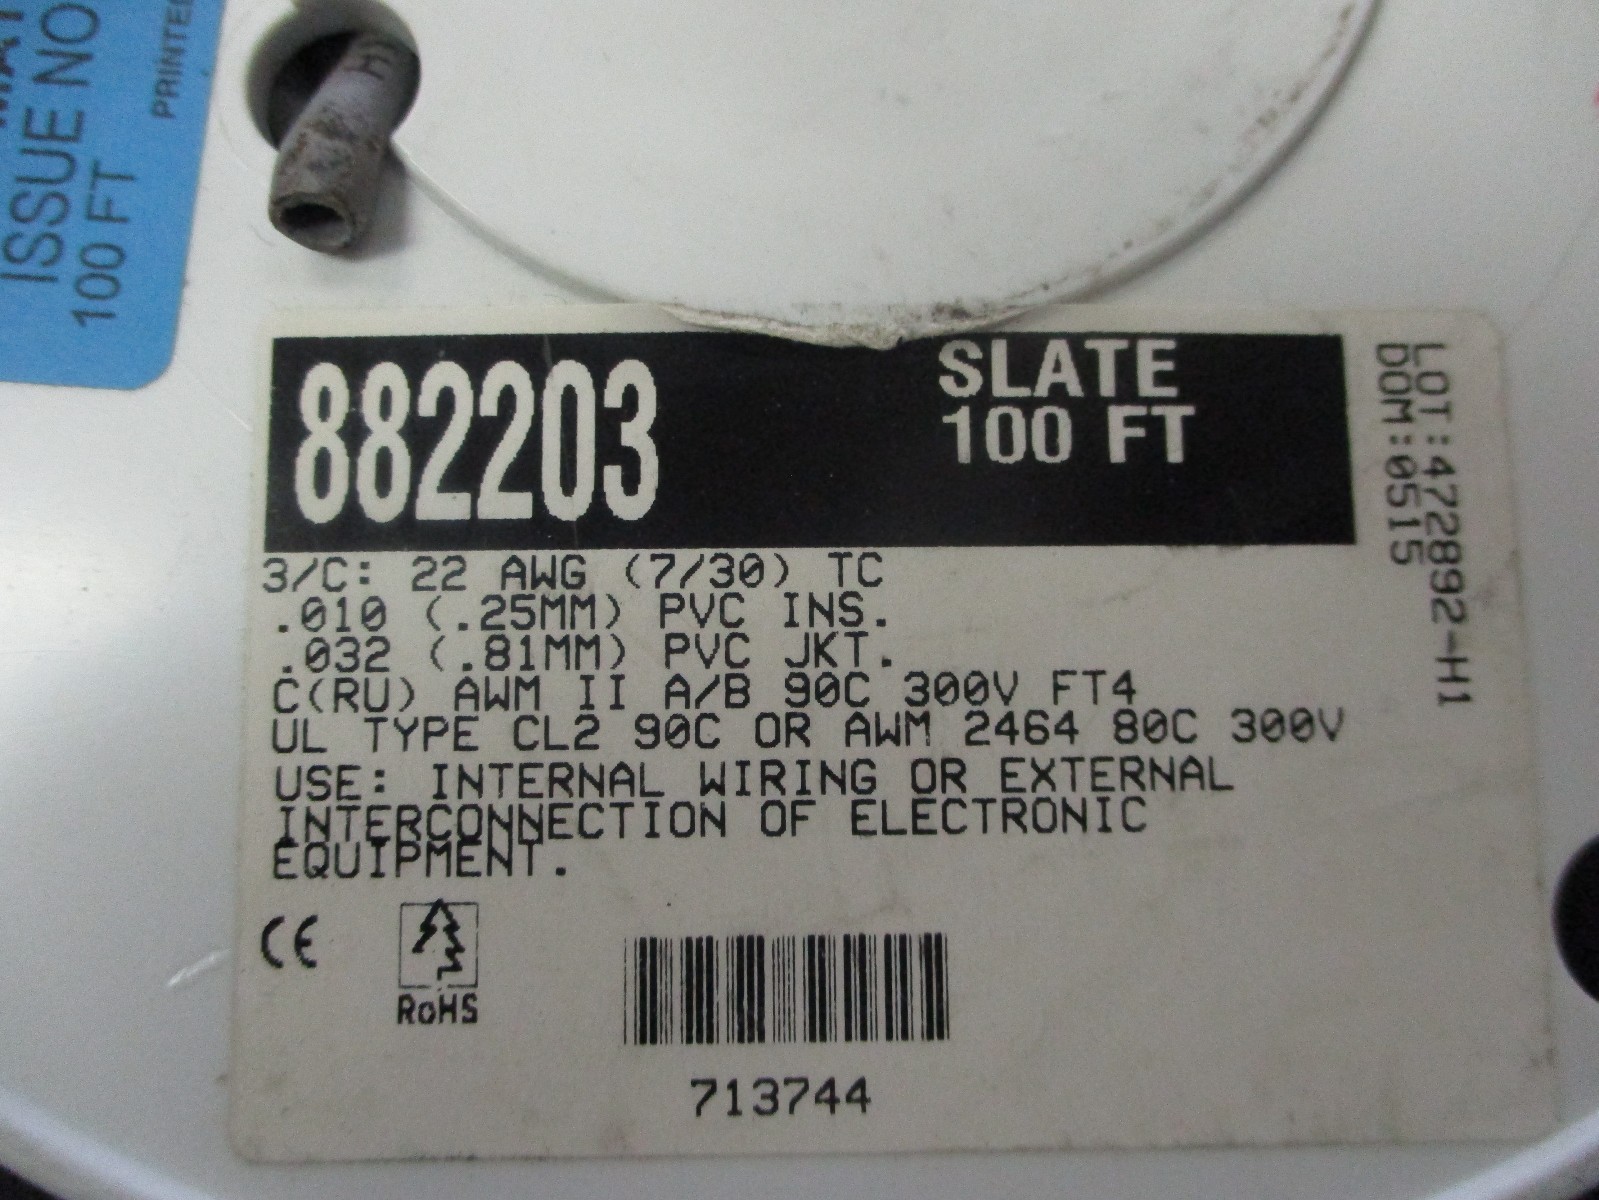 ISSUE NO
100 FT
882203
SLATE
100 FT
3/C: 22 AWG (7/30) TC
.010 (.25MM) PVC INS.
.032 (.81MM) PVC JKT.
C(RU) AWM II A/B 90C 300V FT4
UL TYPE CL2 90C OR AWM 2464 80C 300V
USE: INTERNAL WIRING OR EXTERNAL
INTERCONNECTION OF ELECTRONIC
EQUIPMENT.
CE
RoHS
713744
LOT:472892-HH1
DOM:0515